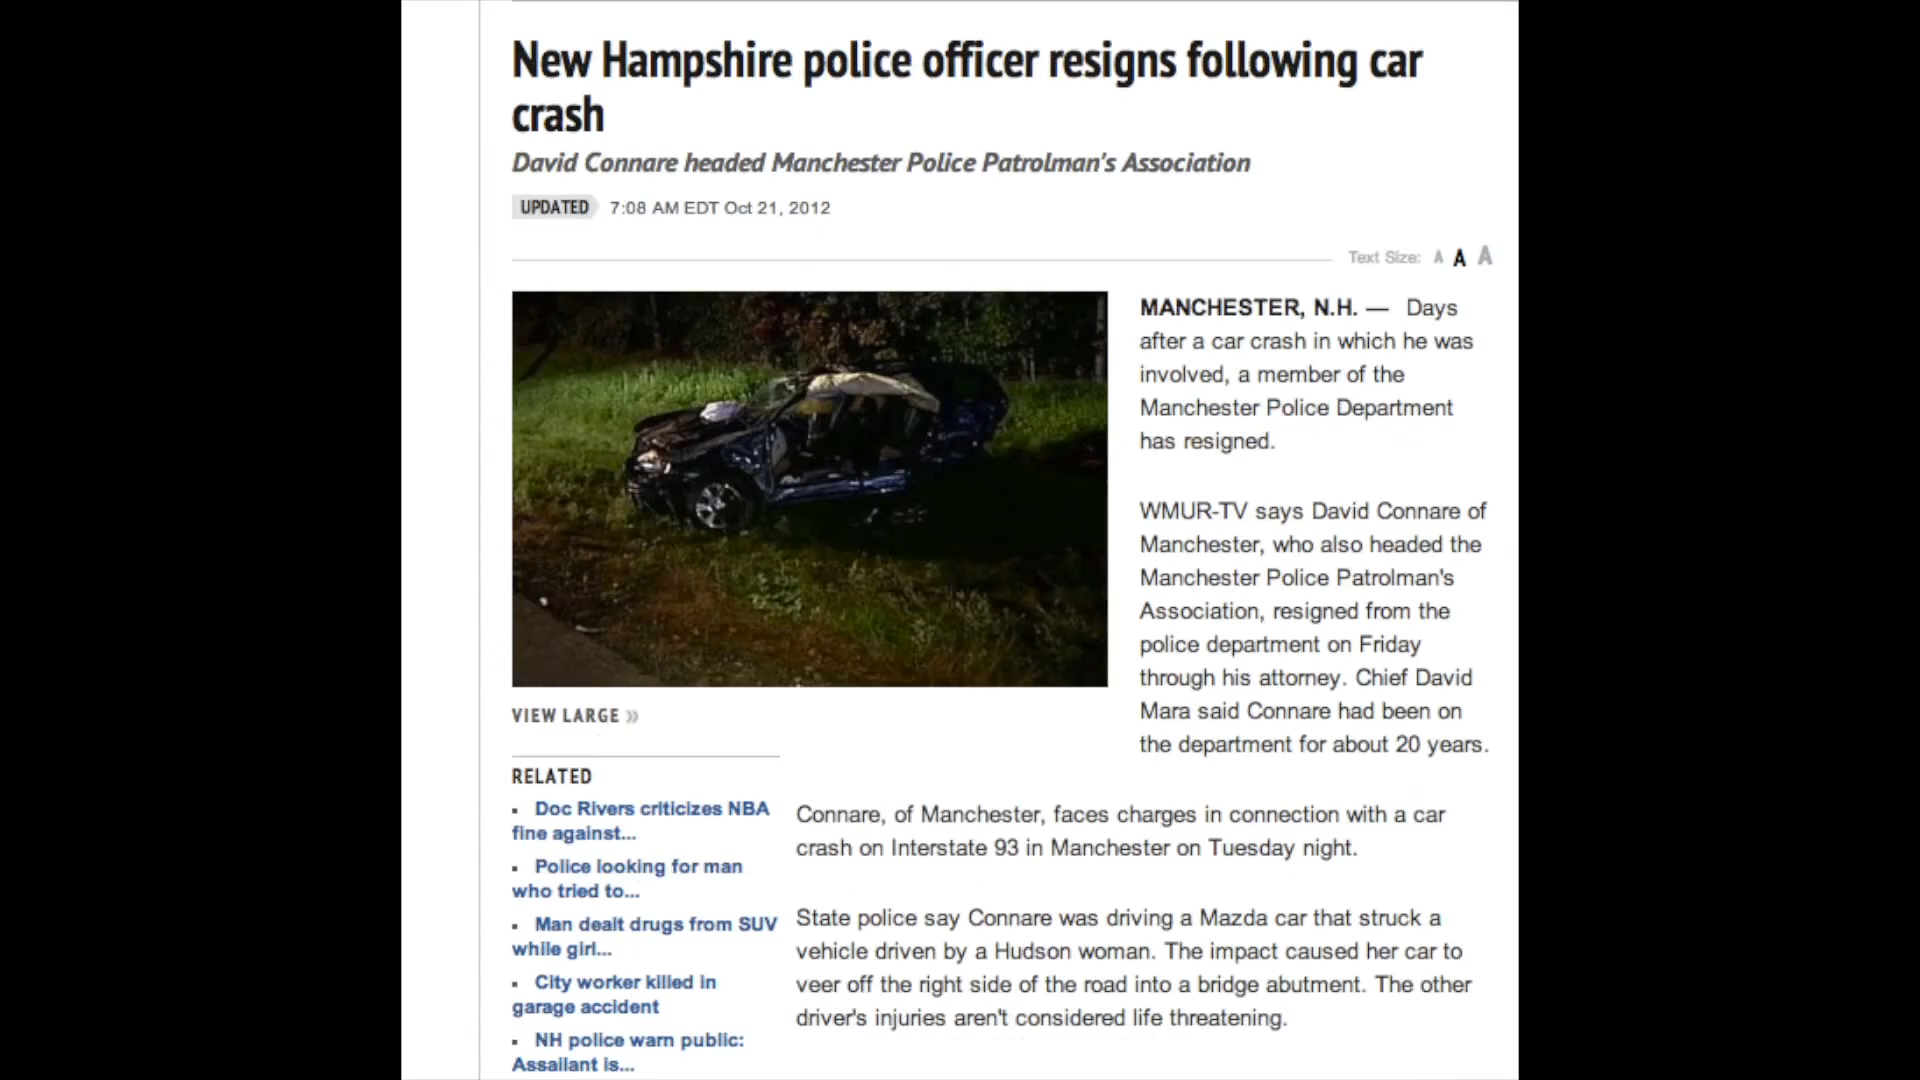 New Hampshire police officer resigns following car
crash
David Connare headed Manchester Police Patrolman's Association
UPDATED 7:08 AM EDT Oct 21, 2012
Text Size: A A A
MANCHESTER, N.H. — Days
after a car crash in which he was
involved, a member of the
Manchester Police Department
has resigned.
WMUR-TV says David Connare of
Manchester, who also headed the
Manchester Police Patrolman's
Association, resigned from the
police department on Friday
through his attorney. Chief David
Mara said Connare had been on
the department for about 20 years.
VIEW LARGE »
RELATED
▪ Doc Rivers criticizes NBA
fine against...
▪ Police looking for man
who tried to...
▪ Man dealt drugs from SUV
while girl...
▪ City worker killed in
garage accident
▪ NH police warn public:
Assailant is...
Connare, of Manchester, faces charges in connection with a car
crash on Interstate 93 in Manchester on Tuesday night.
State police say Connare was driving a Mazda car that struck a
vehicle driven by a Hudson woman. The impact caused her car to
veer off the right side of the road into a bridge abutment. The other
driver's injuries aren't considered life threatening.